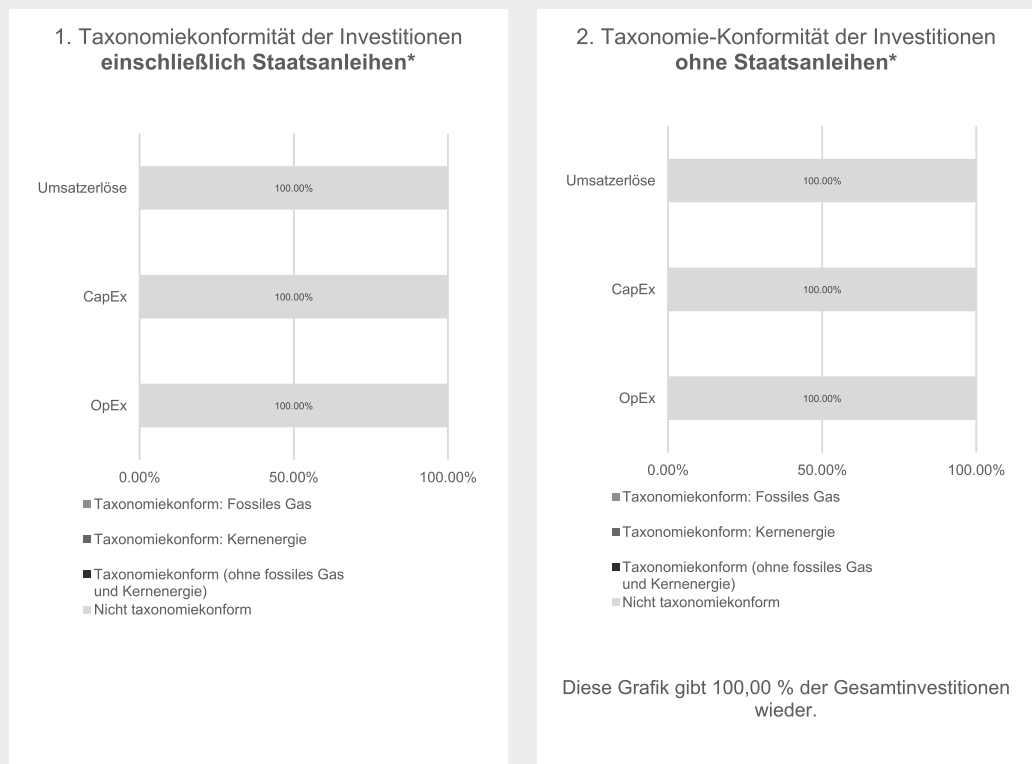 1. Taxonomiekonformität der Investitionen
einschließlich Staatsanleihen*
Umsatzerlöse
100.00%
CapEx
100.00%
OpEx
100.00%
0.00%
50.00%
100.00%
Taxonomiekonform: Fossiles Gas
Taxonomiekonform: Kernenergie
Taxonomiekonform (ohne fossiles Gas
und Kernenergie)
Nicht taxonomiekonform
2. Taxonomie-Konformität der Investitionen
ohne Staatsanleihen*
Umsatzerlöse
100.00%
CapEx
100.00%
OpEx
100.00%
0.00%
50.00%
100.00%
Taxonomiekonform: Fossiles Gas
Taxonomiekonform: Kernenergie
Taxonomiekonform (ohne fossiles Gas
und Kernenergie)
Nicht taxonomiekonform
Diese Grafik gibt 100,00 % der Gesamtinvestitionen
wieder.